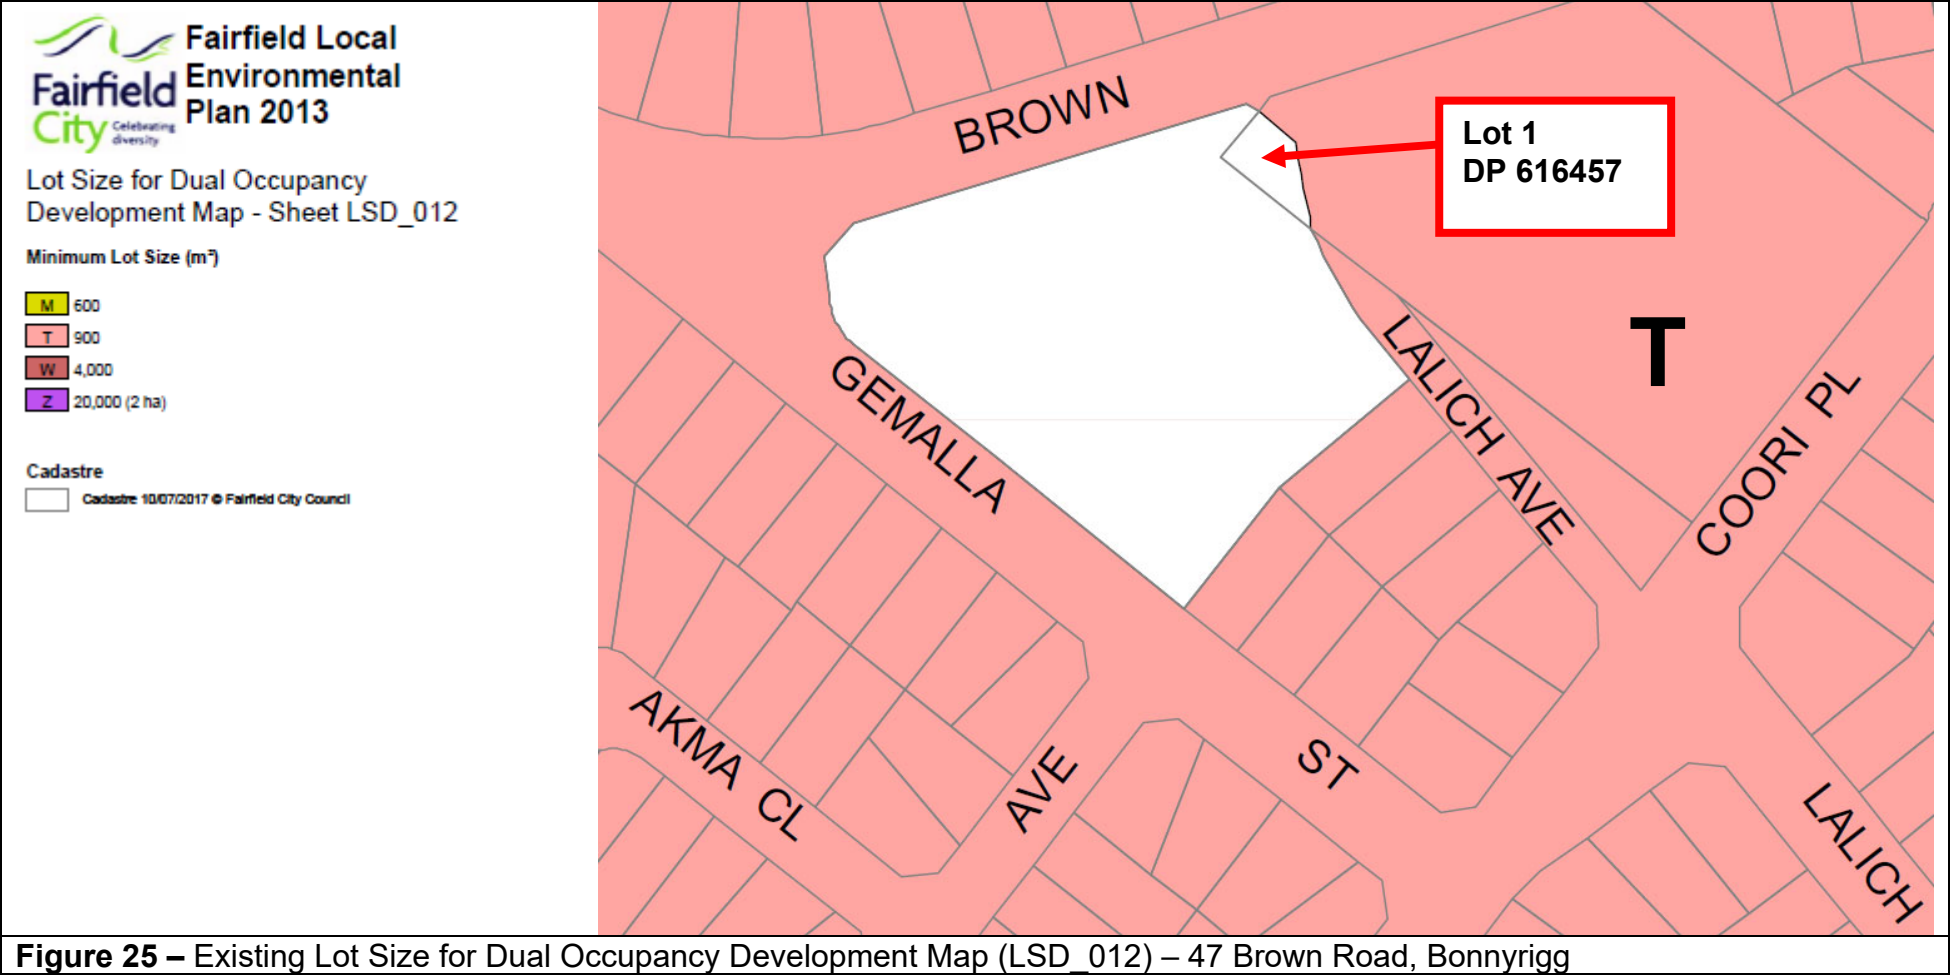 Fairfield
City
Celebrating
diversity
Fairfield Local
Environmental
Plan 2013
Lot Size for Dual Occupancy
Development Map - Sheet LSD_012
Minimum Lot Size (m²)
M 600
T 900
W 4,000
Z 20,000 (2 ha)
Cadastre
Cadastre 10/07/2017 © Fairfield City Council
BROWN
Lot 1
DP 616457
T
GEMALLA
LALICH AVE
COORI PL
AKMA CL
AVE
ST
LALICH
Figure 25 – Existing Lot Size for Dual Occupancy Development Map (LSD_012) – 47 Brown Road, Bonnyrigg